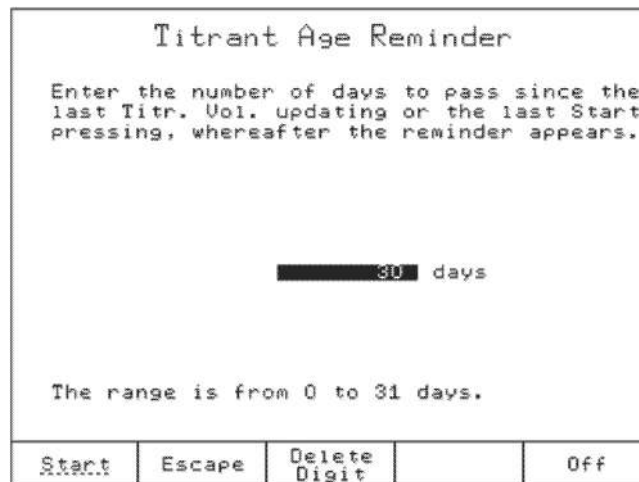 Titrant Age Reminder
Enter the number of days to pass since the
last Titr. Vol. updating or the last Start
pressing, whereafter the reminder appears.
30 days
The range is from 0 to 31 days.
Start
Escape
Delete
Digit
Off